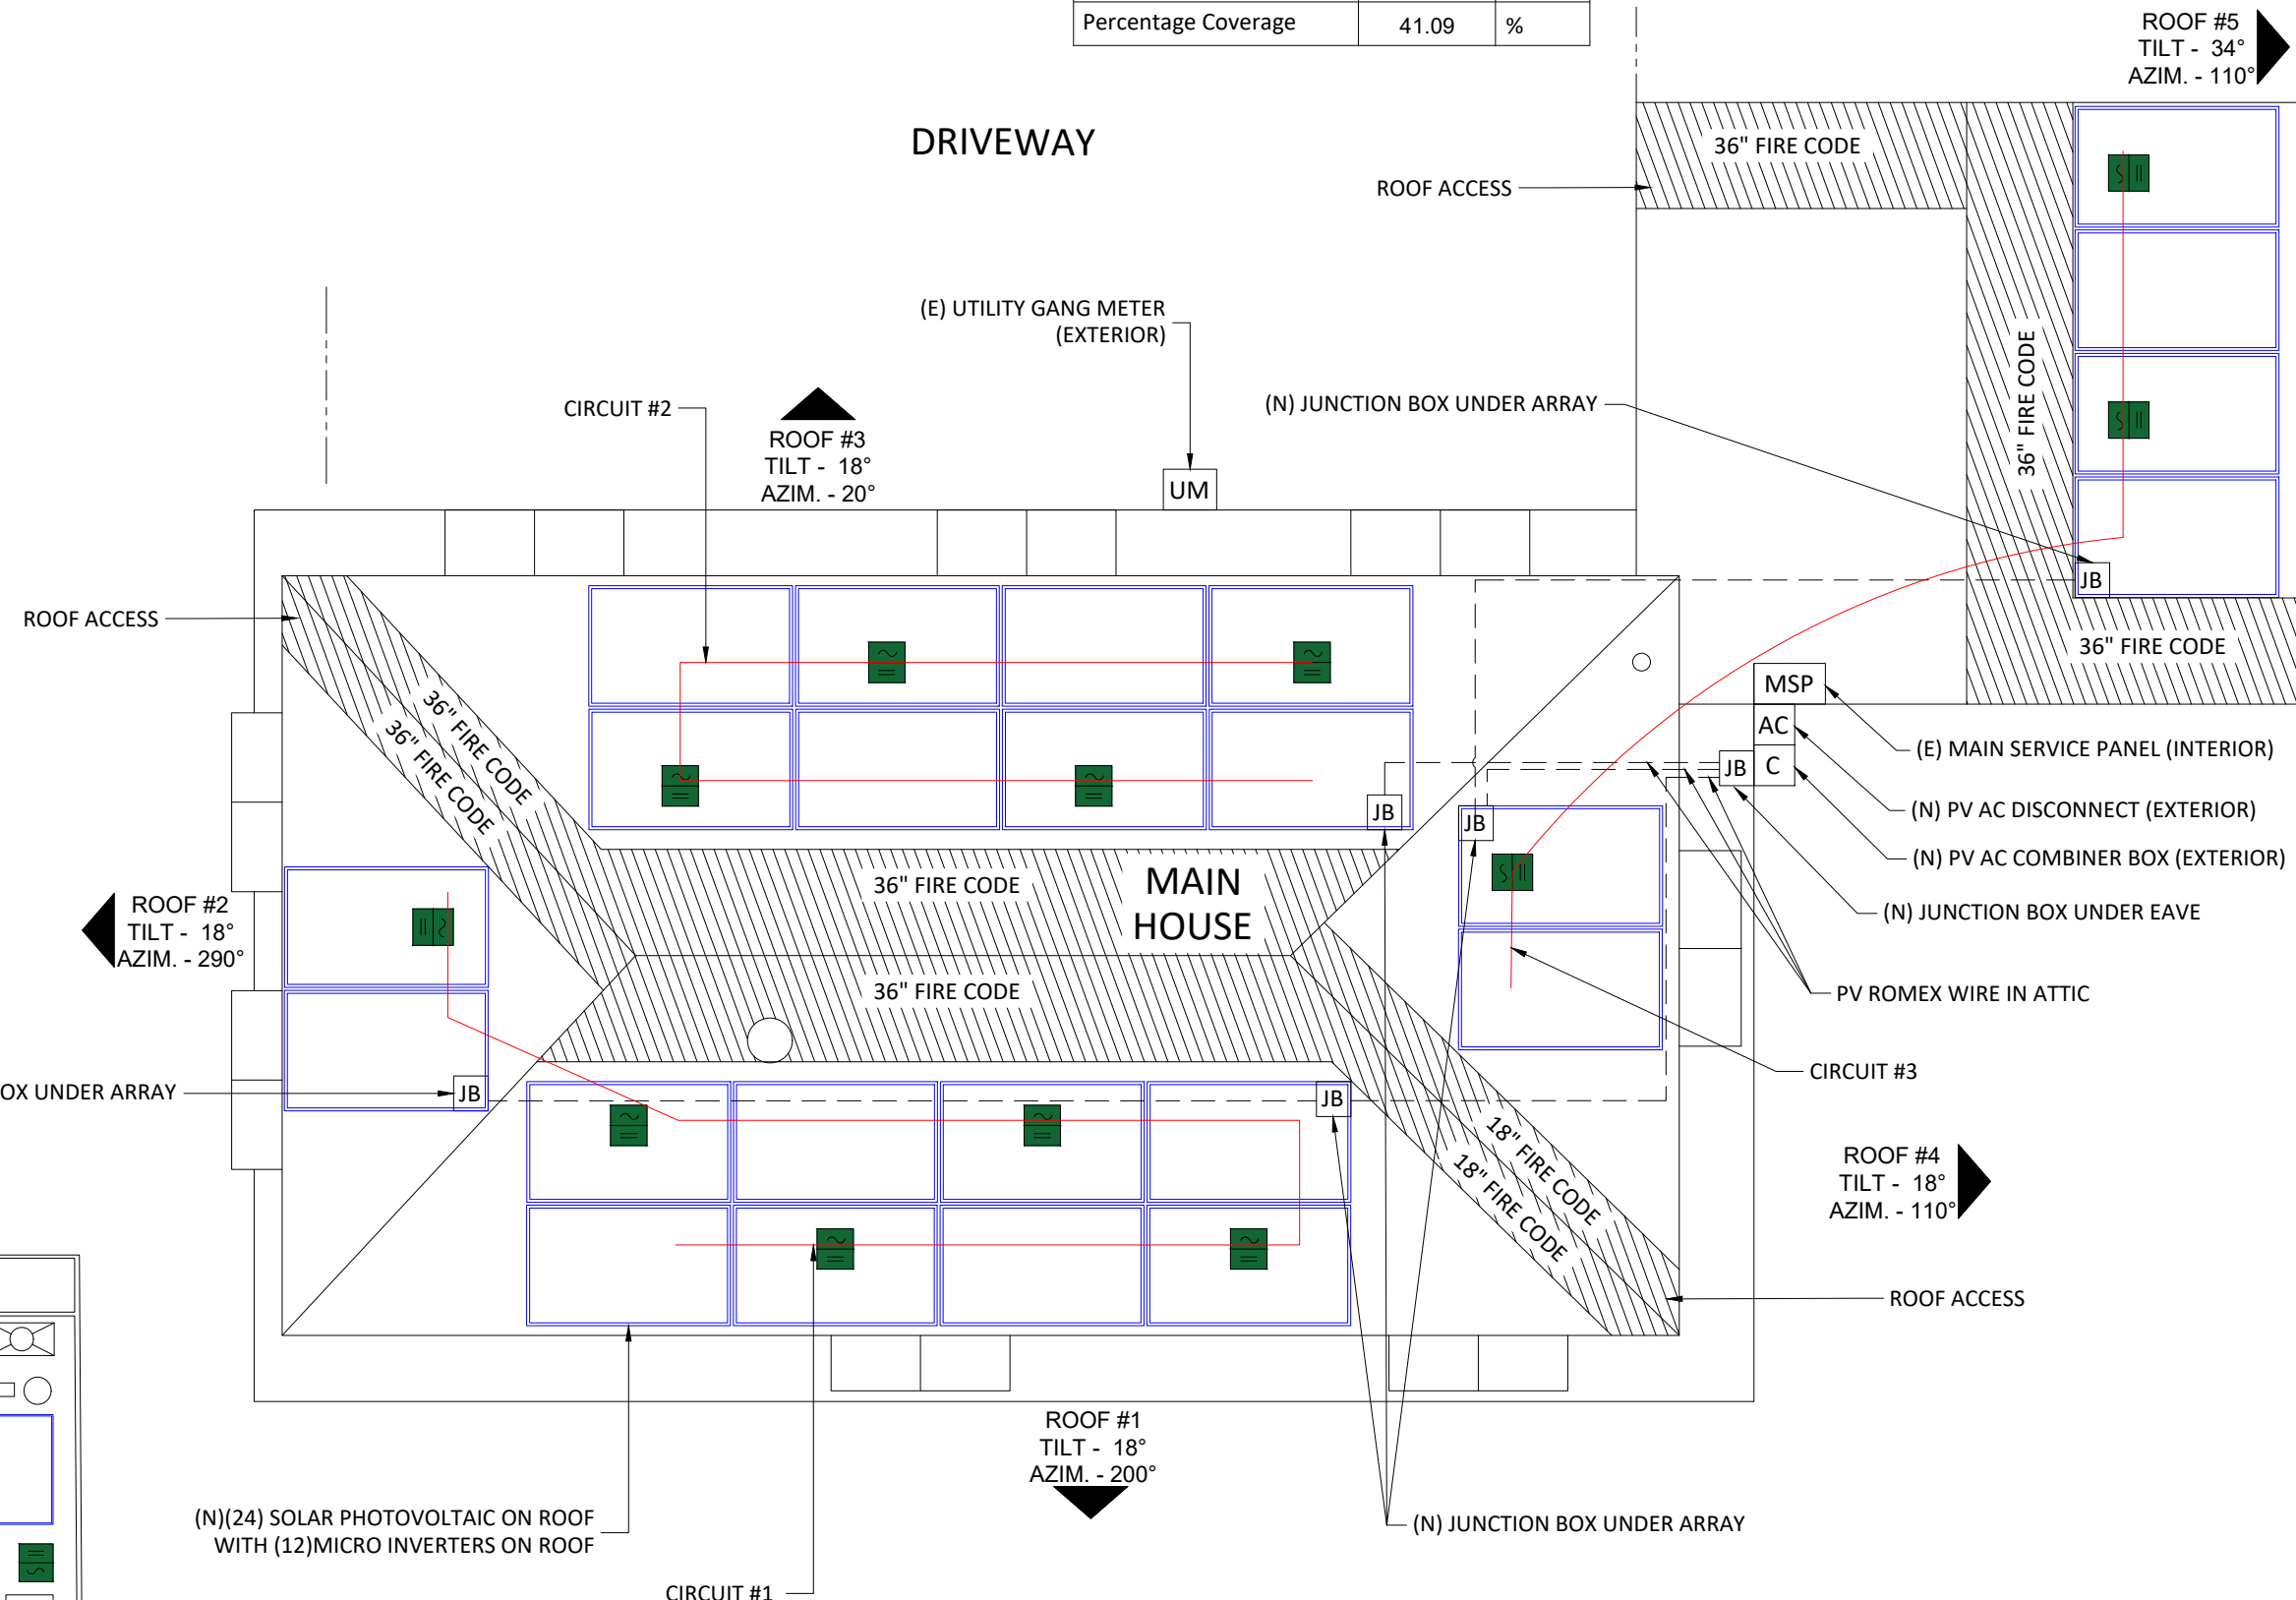 Percentage Coverage 41.09 %
ROOF #5
TILT - 34°
AZIM. - 110°
DRIVEWAY
36" FIRE CODE
ROOF ACCESS
(E) UTILITY GANG METER
(EXTERIOR)
36" FIRE CODE
CIRCUIT #2
(N) JUNCTION BOX UNDER ARRAY
ROOF #3
TILT - 18°
AZIM. - 20°
UM
JB
ROOF ACCESS
36" FIRE CODE
MSP
36" FIRE CODE
36" FIRE CODE
AC
(E) MAIN SERVICE PANEL (INTERIOR)
JB
C
JB
JB
(N) PV AC DISCONNECT (EXTERIOR)
(N) PV AC COMBINER BOX (EXTERIOR)
36" FIRE CODE
MAIN
HOUSE
ROOF #2
TILT - 18°
AZIM. - 290°
(N) JUNCTION BOX UNDER EAVE
36" FIRE CODE
PV ROMEX WIRE IN ATTIC
CIRCUIT #3
OX UNDER ARRAY
JB
JB
18" FIRE CODE
18" FIRE CODE
ROOF #4
TILT - 18°
AZIM. - 110°
ROOF ACCESS
ROOF #1
TILT - 18°
AZIM. - 200°
(N)(24) SOLAR PHOTOVOLTAIC ON ROOF
WITH (12)MICRO INVERTERS ON ROOF
(N) JUNCTION BOX UNDER ARRAY
CIRCUIT #1